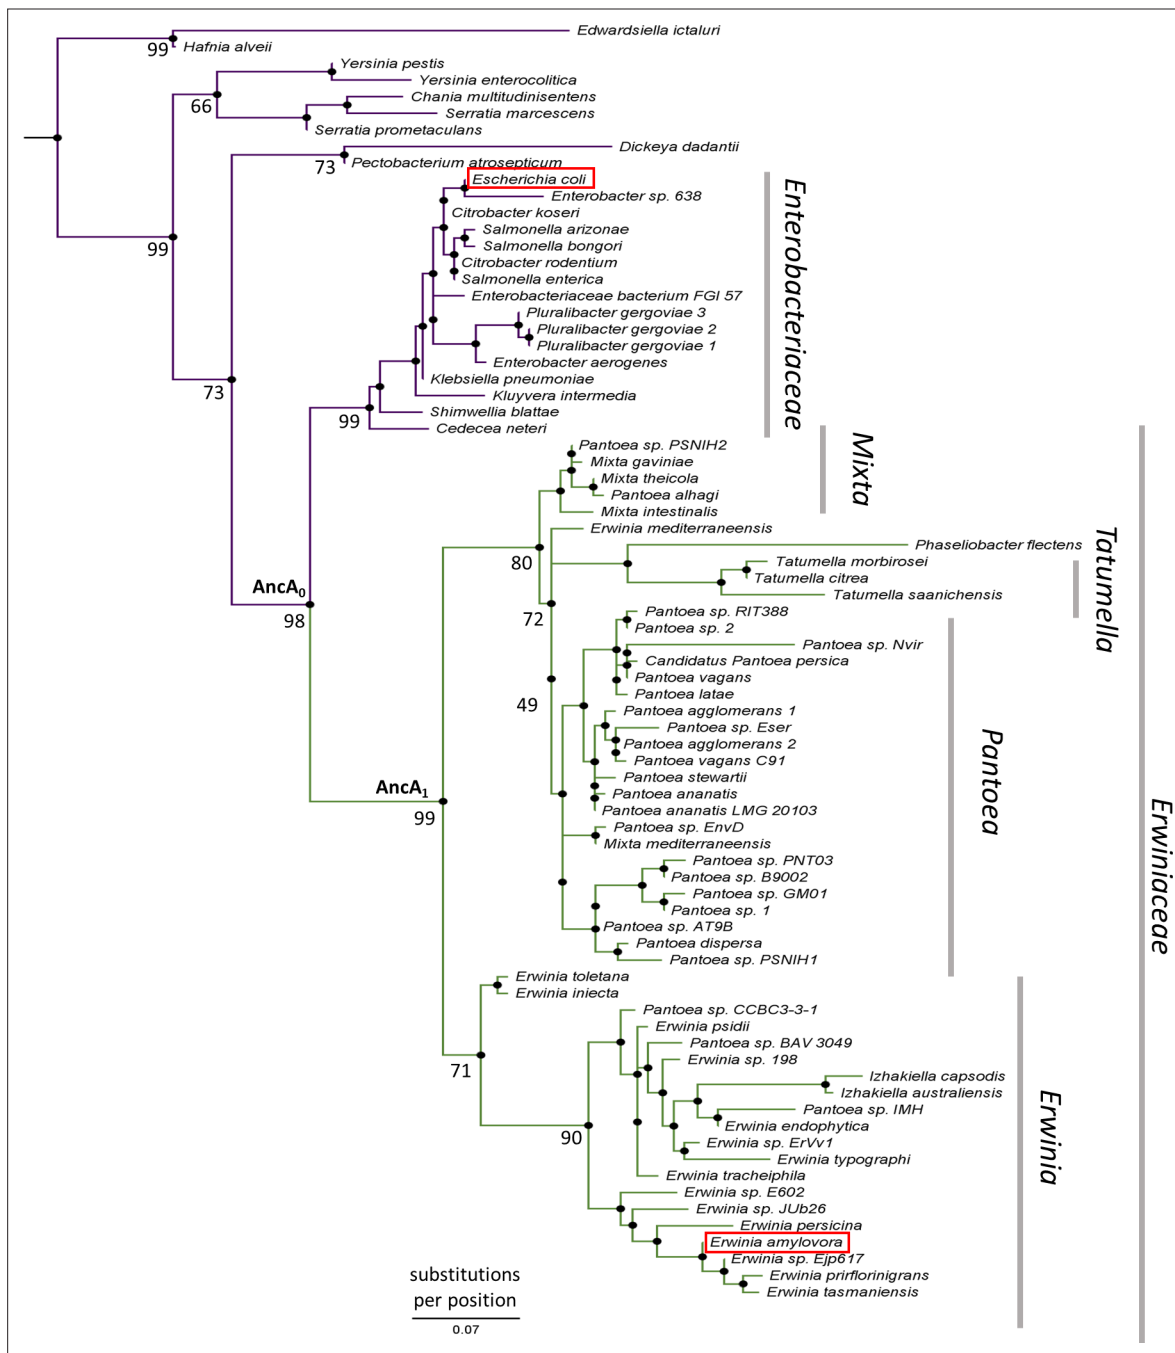 Edwardsiella ictaluri
99
Hafnia alveii
Yersinia pestis
Yersinia enterocolitica
66
Chania multitudinisentens
Serratia marcescens
Serratia prometaculans
Dickeya dadantii
73
Pectobacterium atrosepticum
Escherichia coli
Enterobacter sp. 638
Citrobacter koseri
Salmonella arizonae
99
Salmonella bongori
Citrobacter rodentium
Salmonella enterica
Enterobacteriaceae bacterium FGI 57
Pluralibacter gergoviae 3
Pluralibacter gergoviae 2
Pluralibacter gergoviae 1
Enterobacter aerogenes
73
Klebsiella pneumoniae
Kluyvera intermedia
99
Shimwellia blattae
Cedecea neteri
Enterobacteriaceae
Pantoea sp. PSNIH2
Mixta gaviniae
Mixta theicola
Pantoea alhagi
Mixta intestinalis
Mixta
Erwinia mediterraneensis
80
Phaseliobacter flectens
Tatumella morbirosei
Tatumella citrea
Tatumella saanichensis
Tatumella
AncA0
98
72
Pantoea sp. RIT388
Pantoea sp. 2
Pantoea sp. Nvir
Candidatus Pantoea persica
Pantoea vagans
Pantoea latae
49
Pantoea agglomerans 1
Pantoea sp. Eser
Pantoea agglomerans 2
Pantoea vagans C91
Pantoea stewartii
Pantoea ananatis
Pantoea ananatis LMG 20103
AncA1
99
Pantoea sp. EnvD
Mixta mediterraneensis
Pantoea sp. PNT03
Pantoea sp. B9002
Pantoea sp. GM01
Pantoea sp. 1
Pantoea sp. AT9B
Pantoea dispersa
Pantoea sp. PSNIH1
Pantoea
Erwiniaceae
Erwinia toletana
Erwinia iniecta
71
Pantoea sp. CCBC3-3-1
Erwinia psidii
Pantoea sp. BAV 3049
Erwinia sp. 198
Izhakiella capsodis
Izhakiella australiensis
Pantoea sp. IMH
Erwinia endophytica
90
Erwinia sp. ErVv1
Erwinia typographi
Erwinia tracheiphila
Erwinia sp. E602
Erwinia sp. JUb26
Erwinia persicina
Erwinia amylovora
Erwinia sp. Ejp617
Erwinia prirflorinigrans
Erwinia tasmaniensis
Erwinia
substitutions
per position
0.07